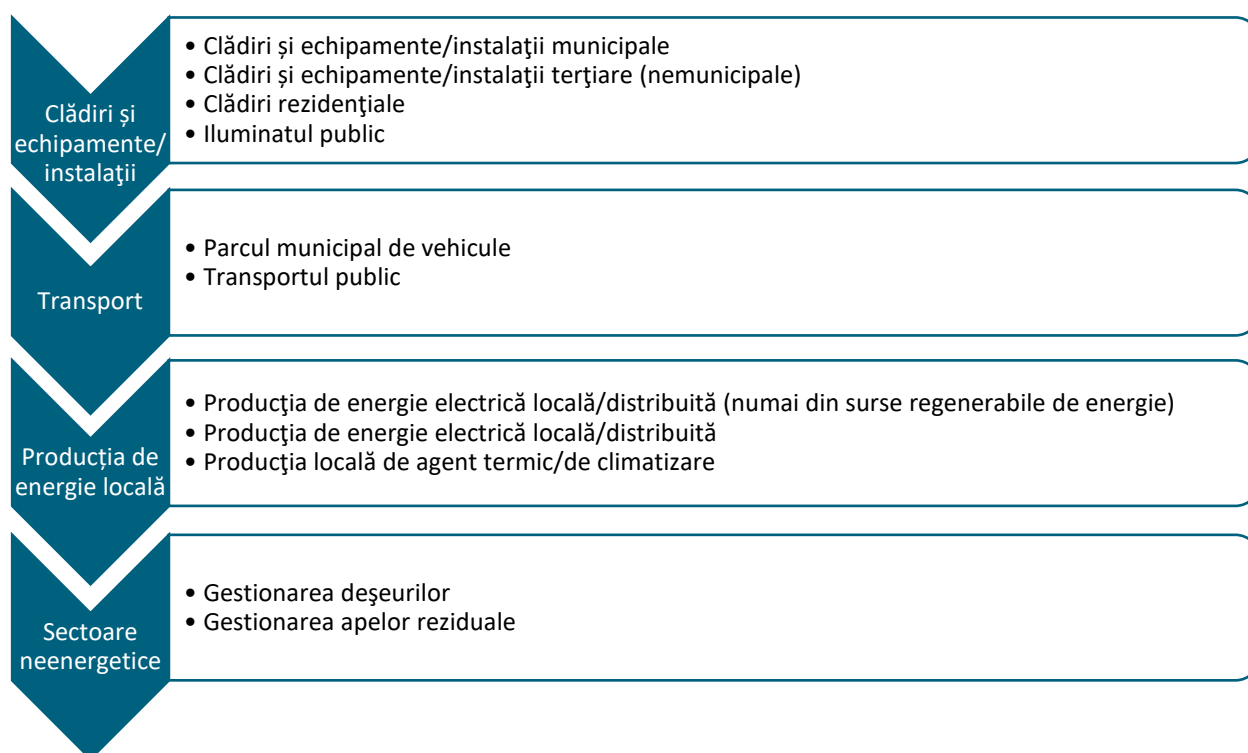 Clădiri și
echipamente/
instalaţii
• Clădiri și echipamente/instalaţii municipale
• Clădiri și echipamente/instalaţii terţiare (nemunicipale)
• Clădiri rezidenţiale
• Iluminatul public
Transport
• Parcul municipal de vehicule
• Transportul public
Producția de
energie locală
• Producţia de energie electrică locală/distribuită (numai din surse regenerabile de energie)
• Producţia de energie electrică locală/distribuită
• Producţia locală de agent termic/de climatizare
Sectoare
neenergetice
• Gestionarea deşeurilor
• Gestionarea apelor reziduale